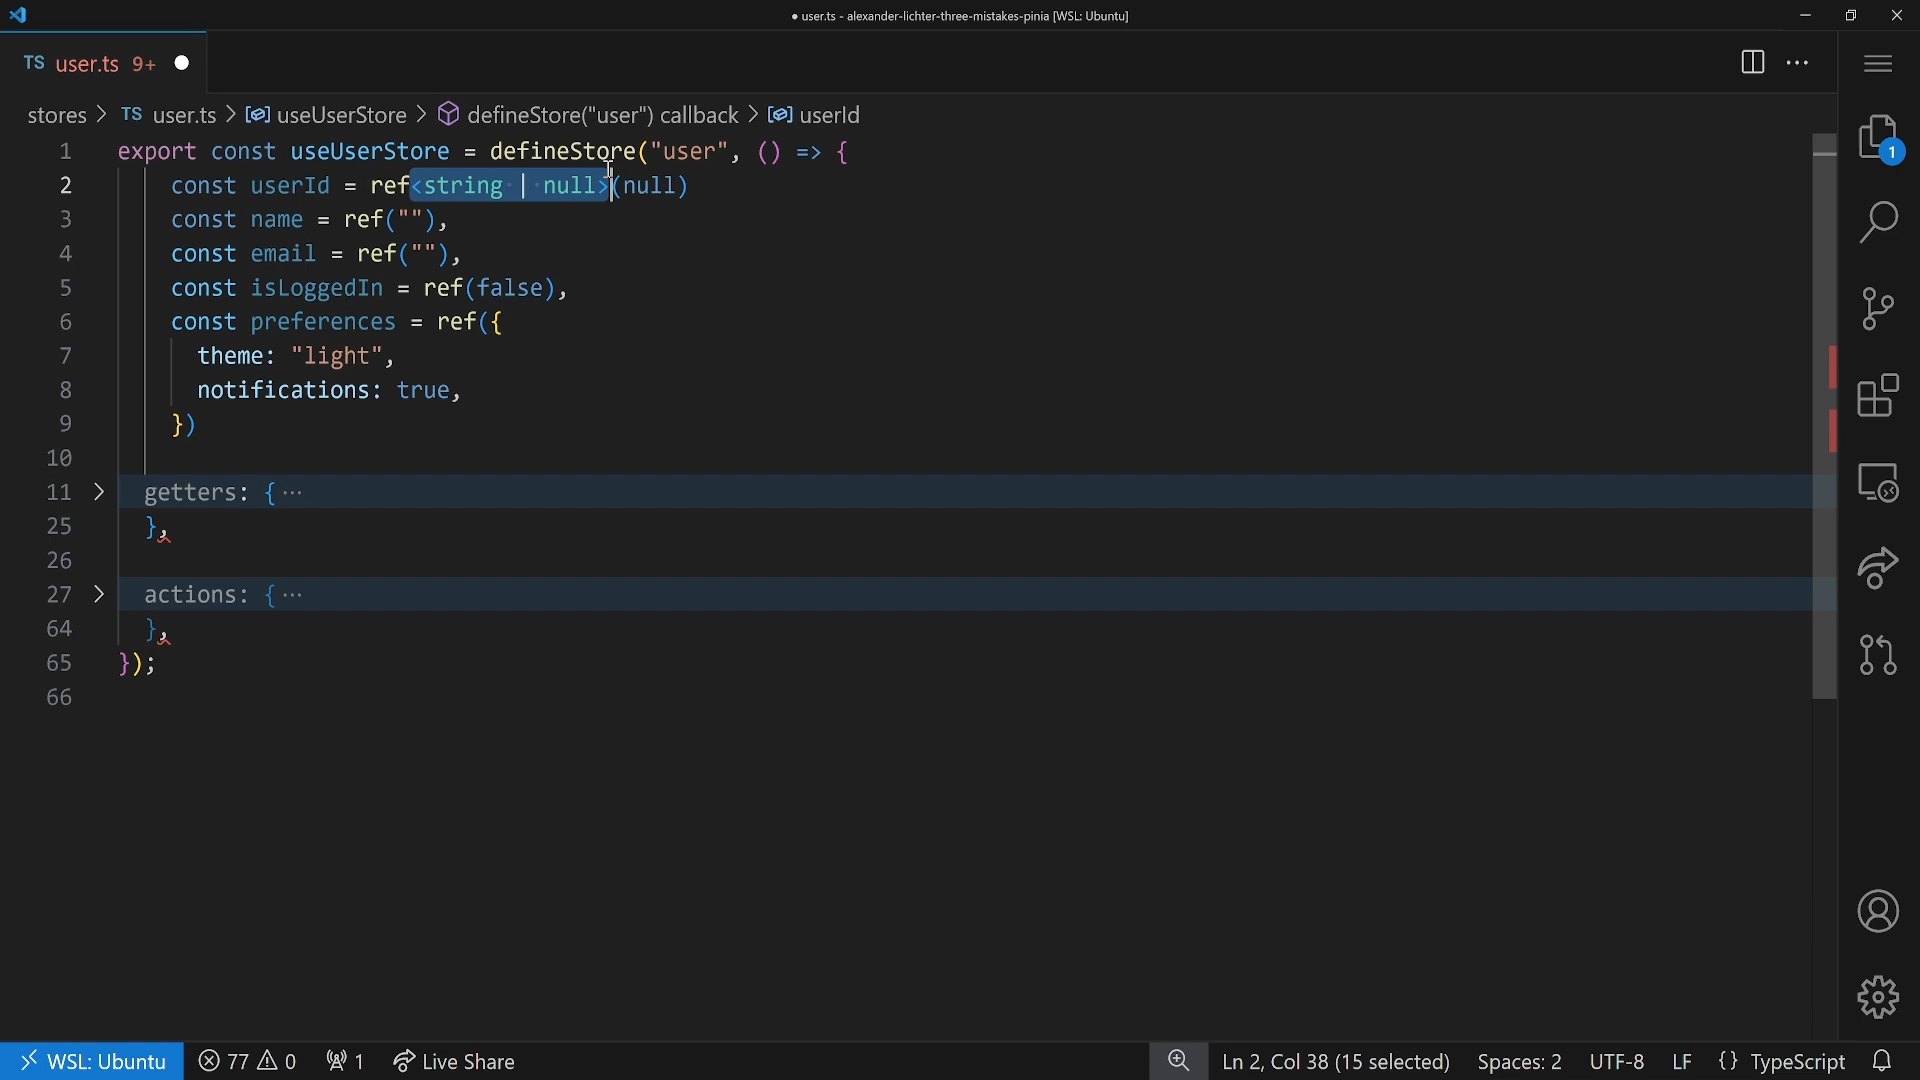 ● user.ts - alexander-lichter-three-mistakes-pinia [WSL: Ubuntu]
TS user.ts 9+
stores > TS user.ts > useUserStore > defineStore("user") callback > userId
1 export const useUserStore = defineStore("user", () => {
2 const userId = ref<string | null>(null)
3 const name = ref(""),
4 const email = ref(""),
5 const isLoggedIn = ref(false),
6 const preferences = ref({
7 theme: "light",
8 notifications: true,
9 })
10
11 > getters: { ···
25 },
26
27 > actions: { ···
64 },
65 });
66
1
WSL: Ubuntu 77 0 1 Live Share Ln 2, Col 38 (15 selected) Spaces: 2 UTF-8 LF {} TypeScript